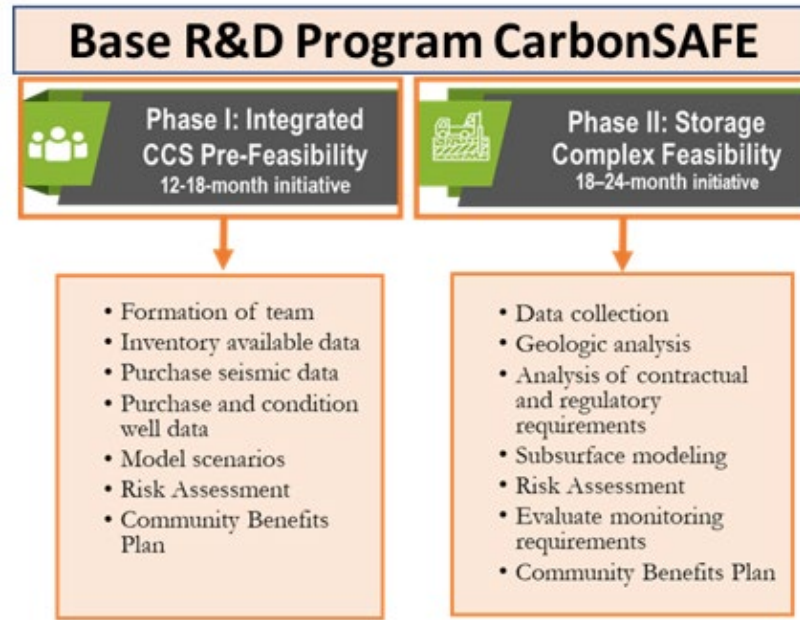 Base R&D Program CarbonSAFE
Phase I: Integrated
CCS Pre-Feasibility
12-18-month initiative
• Formation of team
• Inventory available data
• Purchase seismic data
• Purchase and condition
well data
• Model scenarios
• Risk Assessment
• Community Benefits
Plan
Phase II: Storage
Complex Feasibility
18–24-month initiative
• Data collection
• Geologic analysis
• Analysis of contractual
and regulatory
requirements
• Subsurface modeling
• Risk Assessment
• Evaluate monitoring
requirements
• Community Benefits Plan